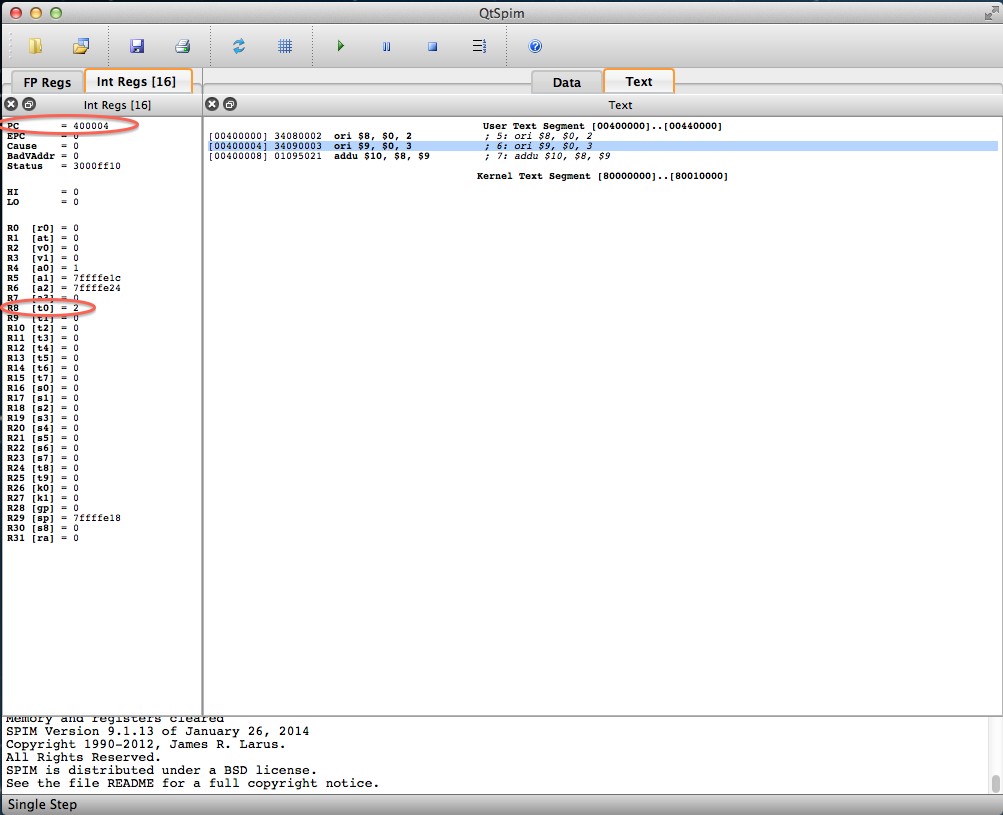 QtSpim
FP Regs
Int Regs [16]
Data
Text
Int Regs [16]
Text
PC = 400004
EPC = 0
Cause = 0
BadVAddr = 0
Status = 3000ff10
HI = 0
LO = 0
R0 [r0] = 0
R1 [at] = 0
R2 [v0] = 0
R3 [v1] = 0
R4 [a0] = 1
R5 [a1] = 7ffffe1c
R6 [a2] = 7ffffe24
R7 [a3] = 0
R8 [t0] = 2
R9 [t1] = 0
R10 [t2] = 0
R11 [t3] = 0
R12 [t4] = 0
R13 [t5] = 0
R14 [t6] = 0
R15 [t7] = 0
R16 [s0] = 0
R17 [s1] = 0
R18 [s2] = 0
R19 [s3] = 0
R20 [s4] = 0
R21 [s5] = 0
R22 [s6] = 0
R23 [s7] = 0
R24 [t8] = 0
R25 [t9] = 0
R26 [k0] = 0
R27 [k1] = 0
R28 [gp] = 0
R29 [sp] = 7ffffe18
R30 [s8] = 0
R31 [ra] = 0
User Text Segment [00400000]..[00440000]
[00400000] 34080002 ori $8, $0, 2 ; 5: ori $8, $0, 2
[00400004] 34090003 ori $9, $0, 3 ; 6: ori $9, $0, 3
[00400008] 01095021 addu $10, $8, $9 ; 7: addu $10, $8, $9
Kernel Text Segment [80000000]..[80010000]
Memory and registers cleared
SPIM Version 9.1.13 of January 26, 2014
Copyright 1990-2012, James R. Larus.
All Rights Reserved.
SPIM is distributed under a BSD license.
See the file README for a full copyright notice.
Single Step